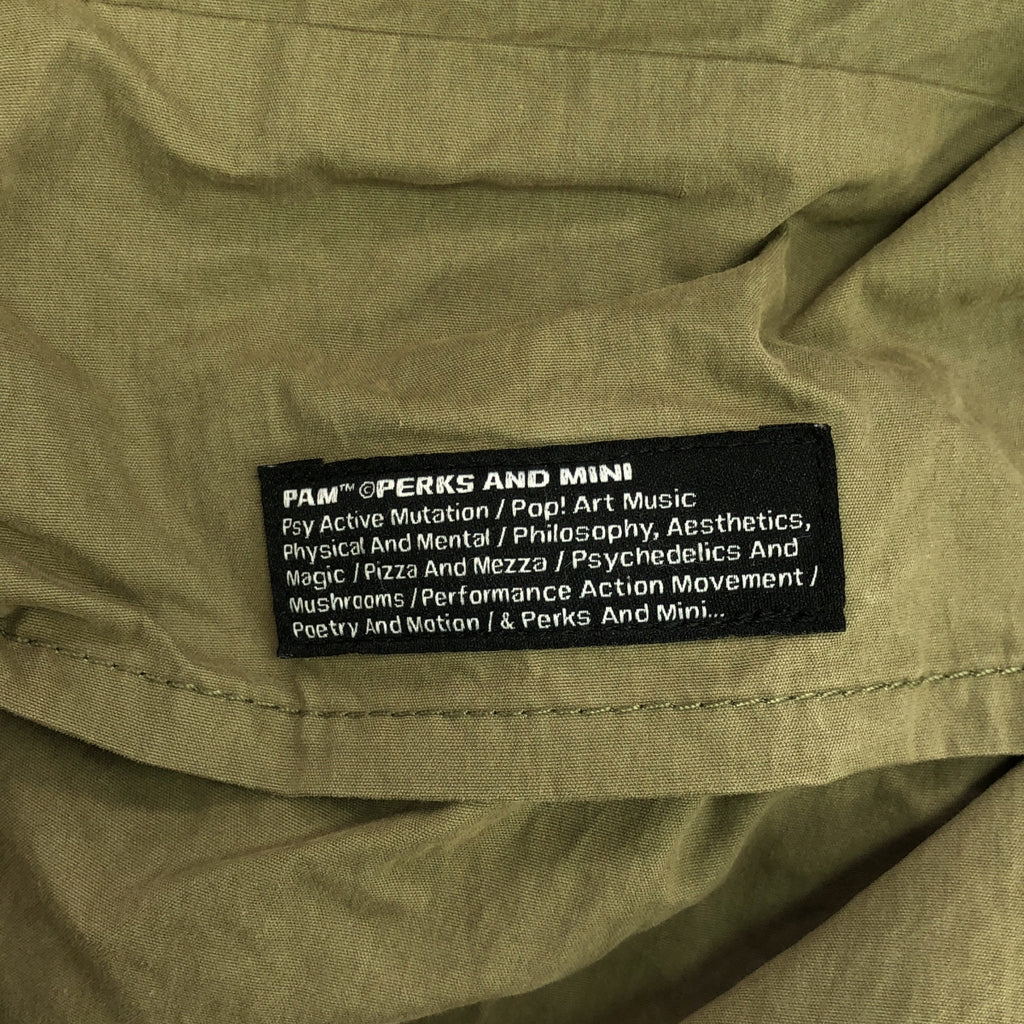 PAM™ ©PERKS AND MINI
Psy Active Mutation / Pop! Art Music
Physical And Mental / Philosophy, Aesthetics,
Magic / Pizza And Mezza / Psychedelics And
Mushrooms / Performance Action Movement /
Poetry And Motion / & Perks And Mini...